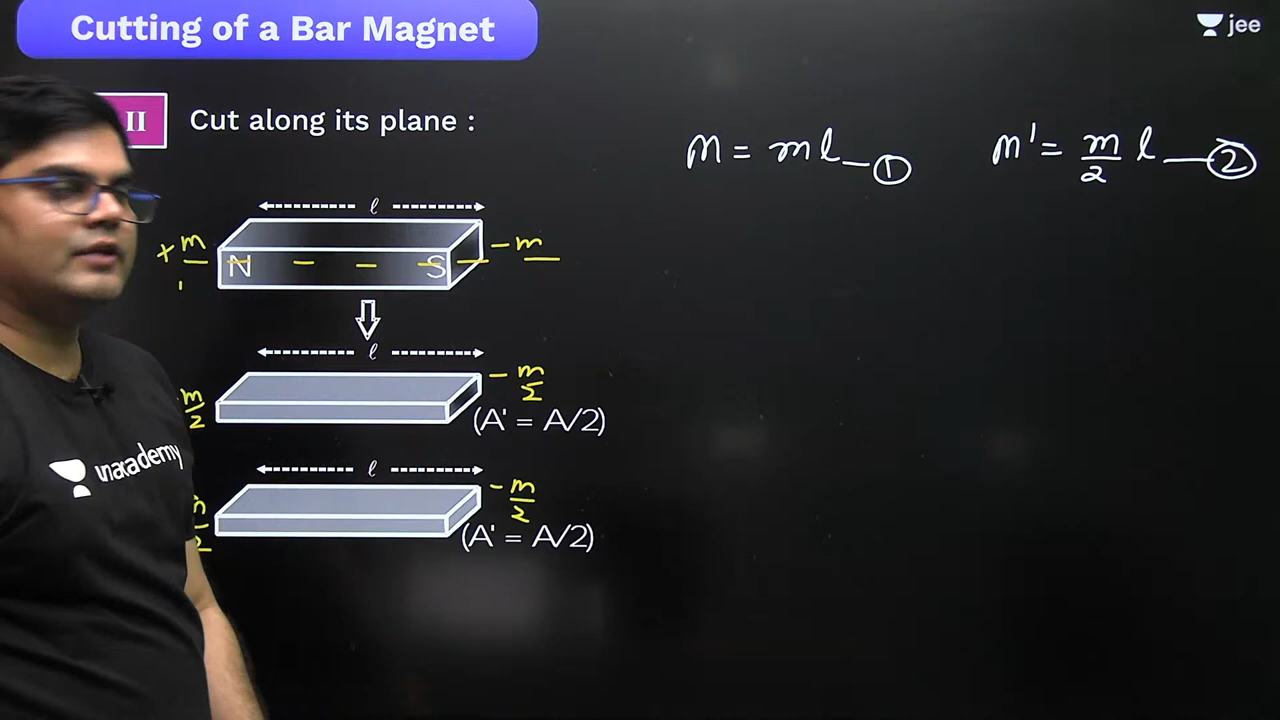 Cutting of a Bar Magnet
jee
II Cut along its plane :
M = ml —①
M' = m/2 l —②
ℓ
+m
-m
N S
ℓ
m/2
-m/2
(A' = A/2)
unacademy
ℓ
-m/2
(A' = A/2)